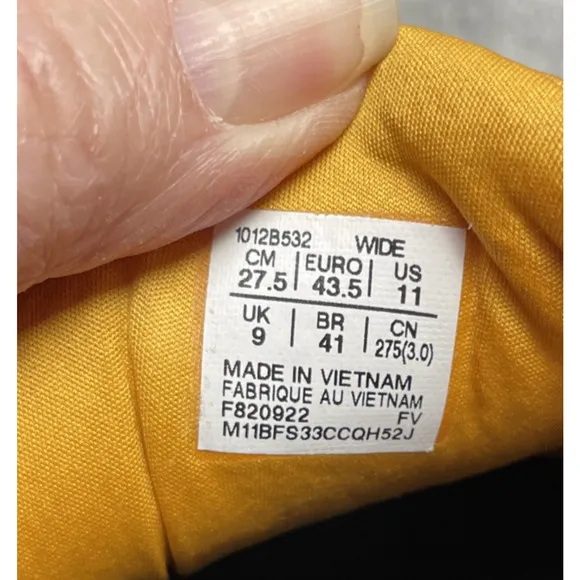 1012B532 WIDE
CM EURO US
27.5 43.5 11
UK BR CN
9 41 275(3.0)
MADE IN VIETNAM
FABRIQUE AU VIETNAM
F820922 FV
M11BFS33CCQH52J